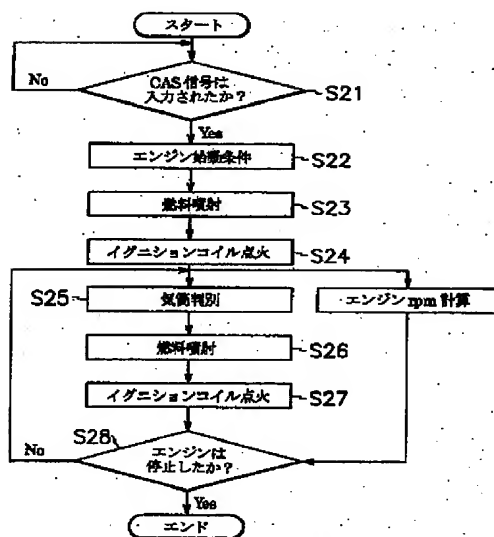 スタート
CAS信号は
入力されたか?
No
S21
Yes
エンジン始動条件
S22
燃料噴射
S23
イグニションコイル点火
S24
S25
気筒判別
エンジンrpm計算
燃料噴射
S26
イグニションコイル点火
S27
S28
No
エンジンは
停止したか?
Yes
エンド